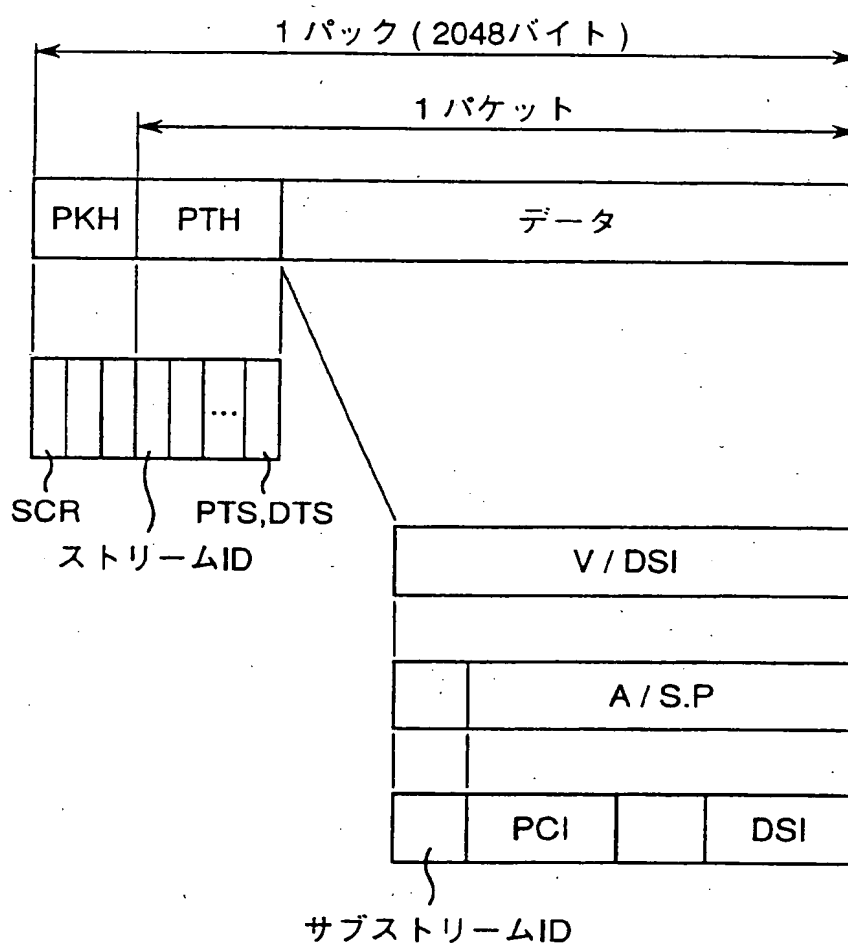 1 パック ( 2048バイト )
1 パケット
PKH PTH データ
...
SCR PTS,DTS
ストリームID
V / DSI
A / S.P
PCI DSI
サブストリームID